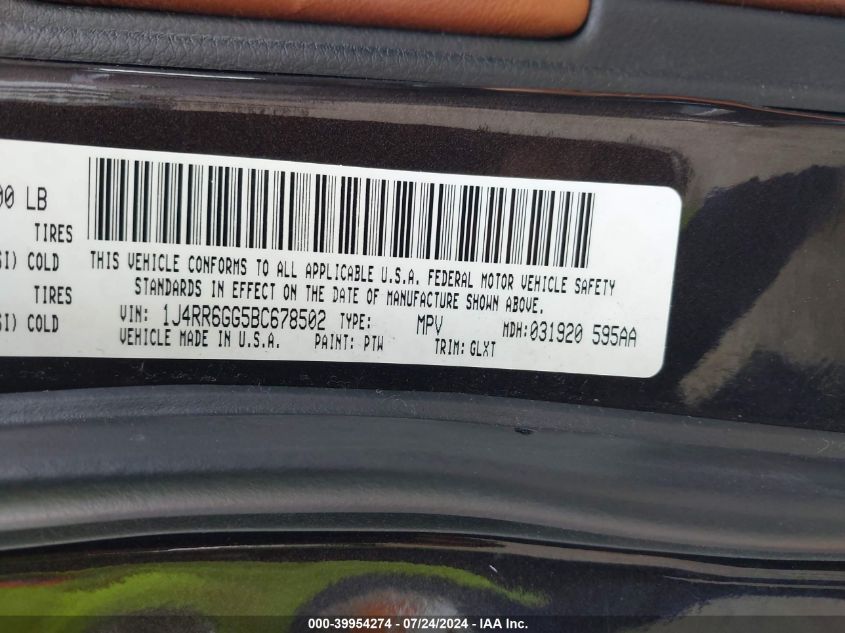 00 LB
TIRES
SI) COLD
TIRES
SI) COLD
THIS VEHICLE CONFORMS TO ALL APPLICABLE U.S.A. FEDERAL MOTOR VEHICLE SAFETY
STANDARDS IN EFFECT ON THE DATE OF MANUFACTURE SHOWN ABOVE.
VIN: 1J4RR6GG5BC678502 TYPE: MPV MDH:031920 595AA
VEHICLE MADE IN U.S.A. PAINT: PTW TRIM: GLXT
000-39954274 - 07/24/2024 - IAA Inc.